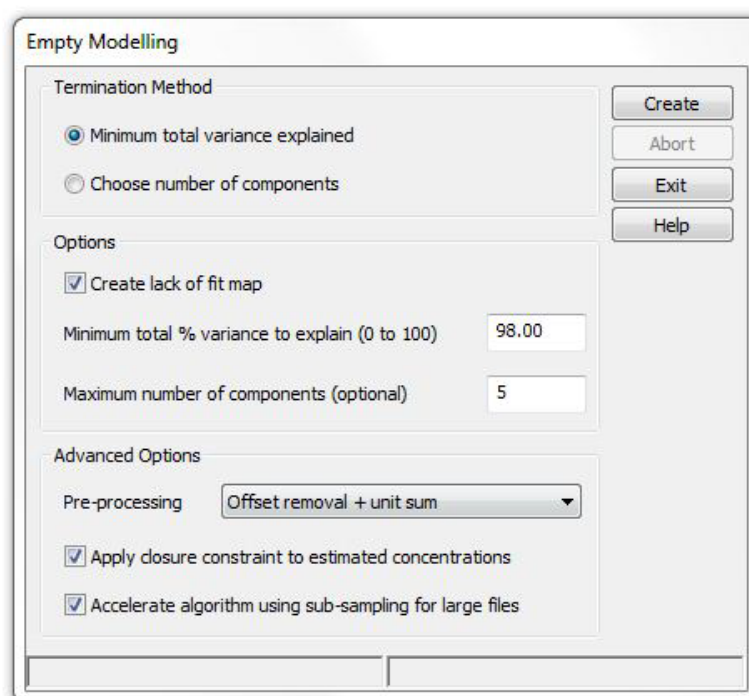 Empty Modelling
Termination Method
Minimum total variance explained
Choose number of components
Create
Abort
Exit
Help
Options
Create lack of fit map
Minimum total % variance to explain (0 to 100) 98.00
Maximum number of components (optional) 5
Advanced Options
Pre-processing Offset removal + unit sum
Apply closure constraint to estimated concentrations
Accelerate algorithm using sub-sampling for large files